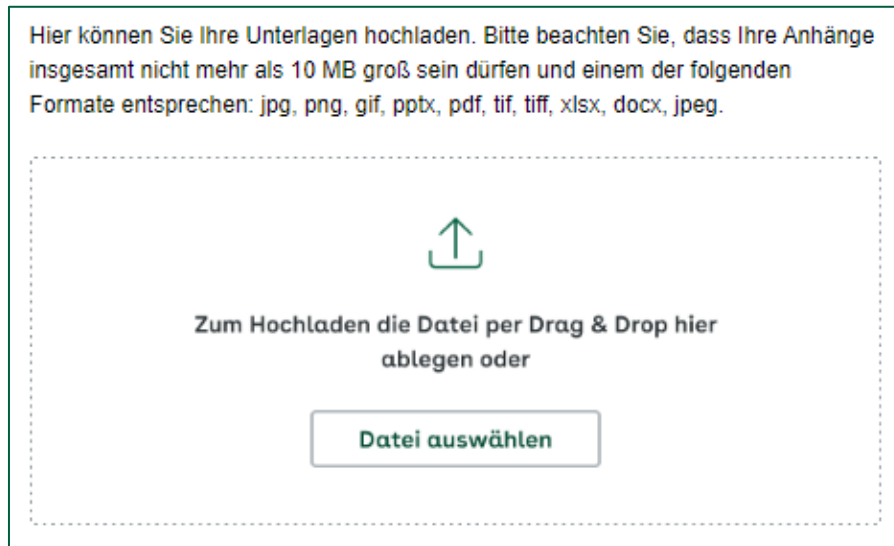 Hier können Sie Ihre Unterlagen hochladen. Bitte beachten Sie, dass Ihre Anhänge
insgesamt nicht mehr als 10 MB groß sein dürfen und einem der folgenden
Formate entsprechen: jpg, png, gif, pptx, pdf, tif, tiff, xlsx, docx, jpeg.
Zum Hochladen die Datei per Drag & Drop hier
ablegen oder
Datei auswählen